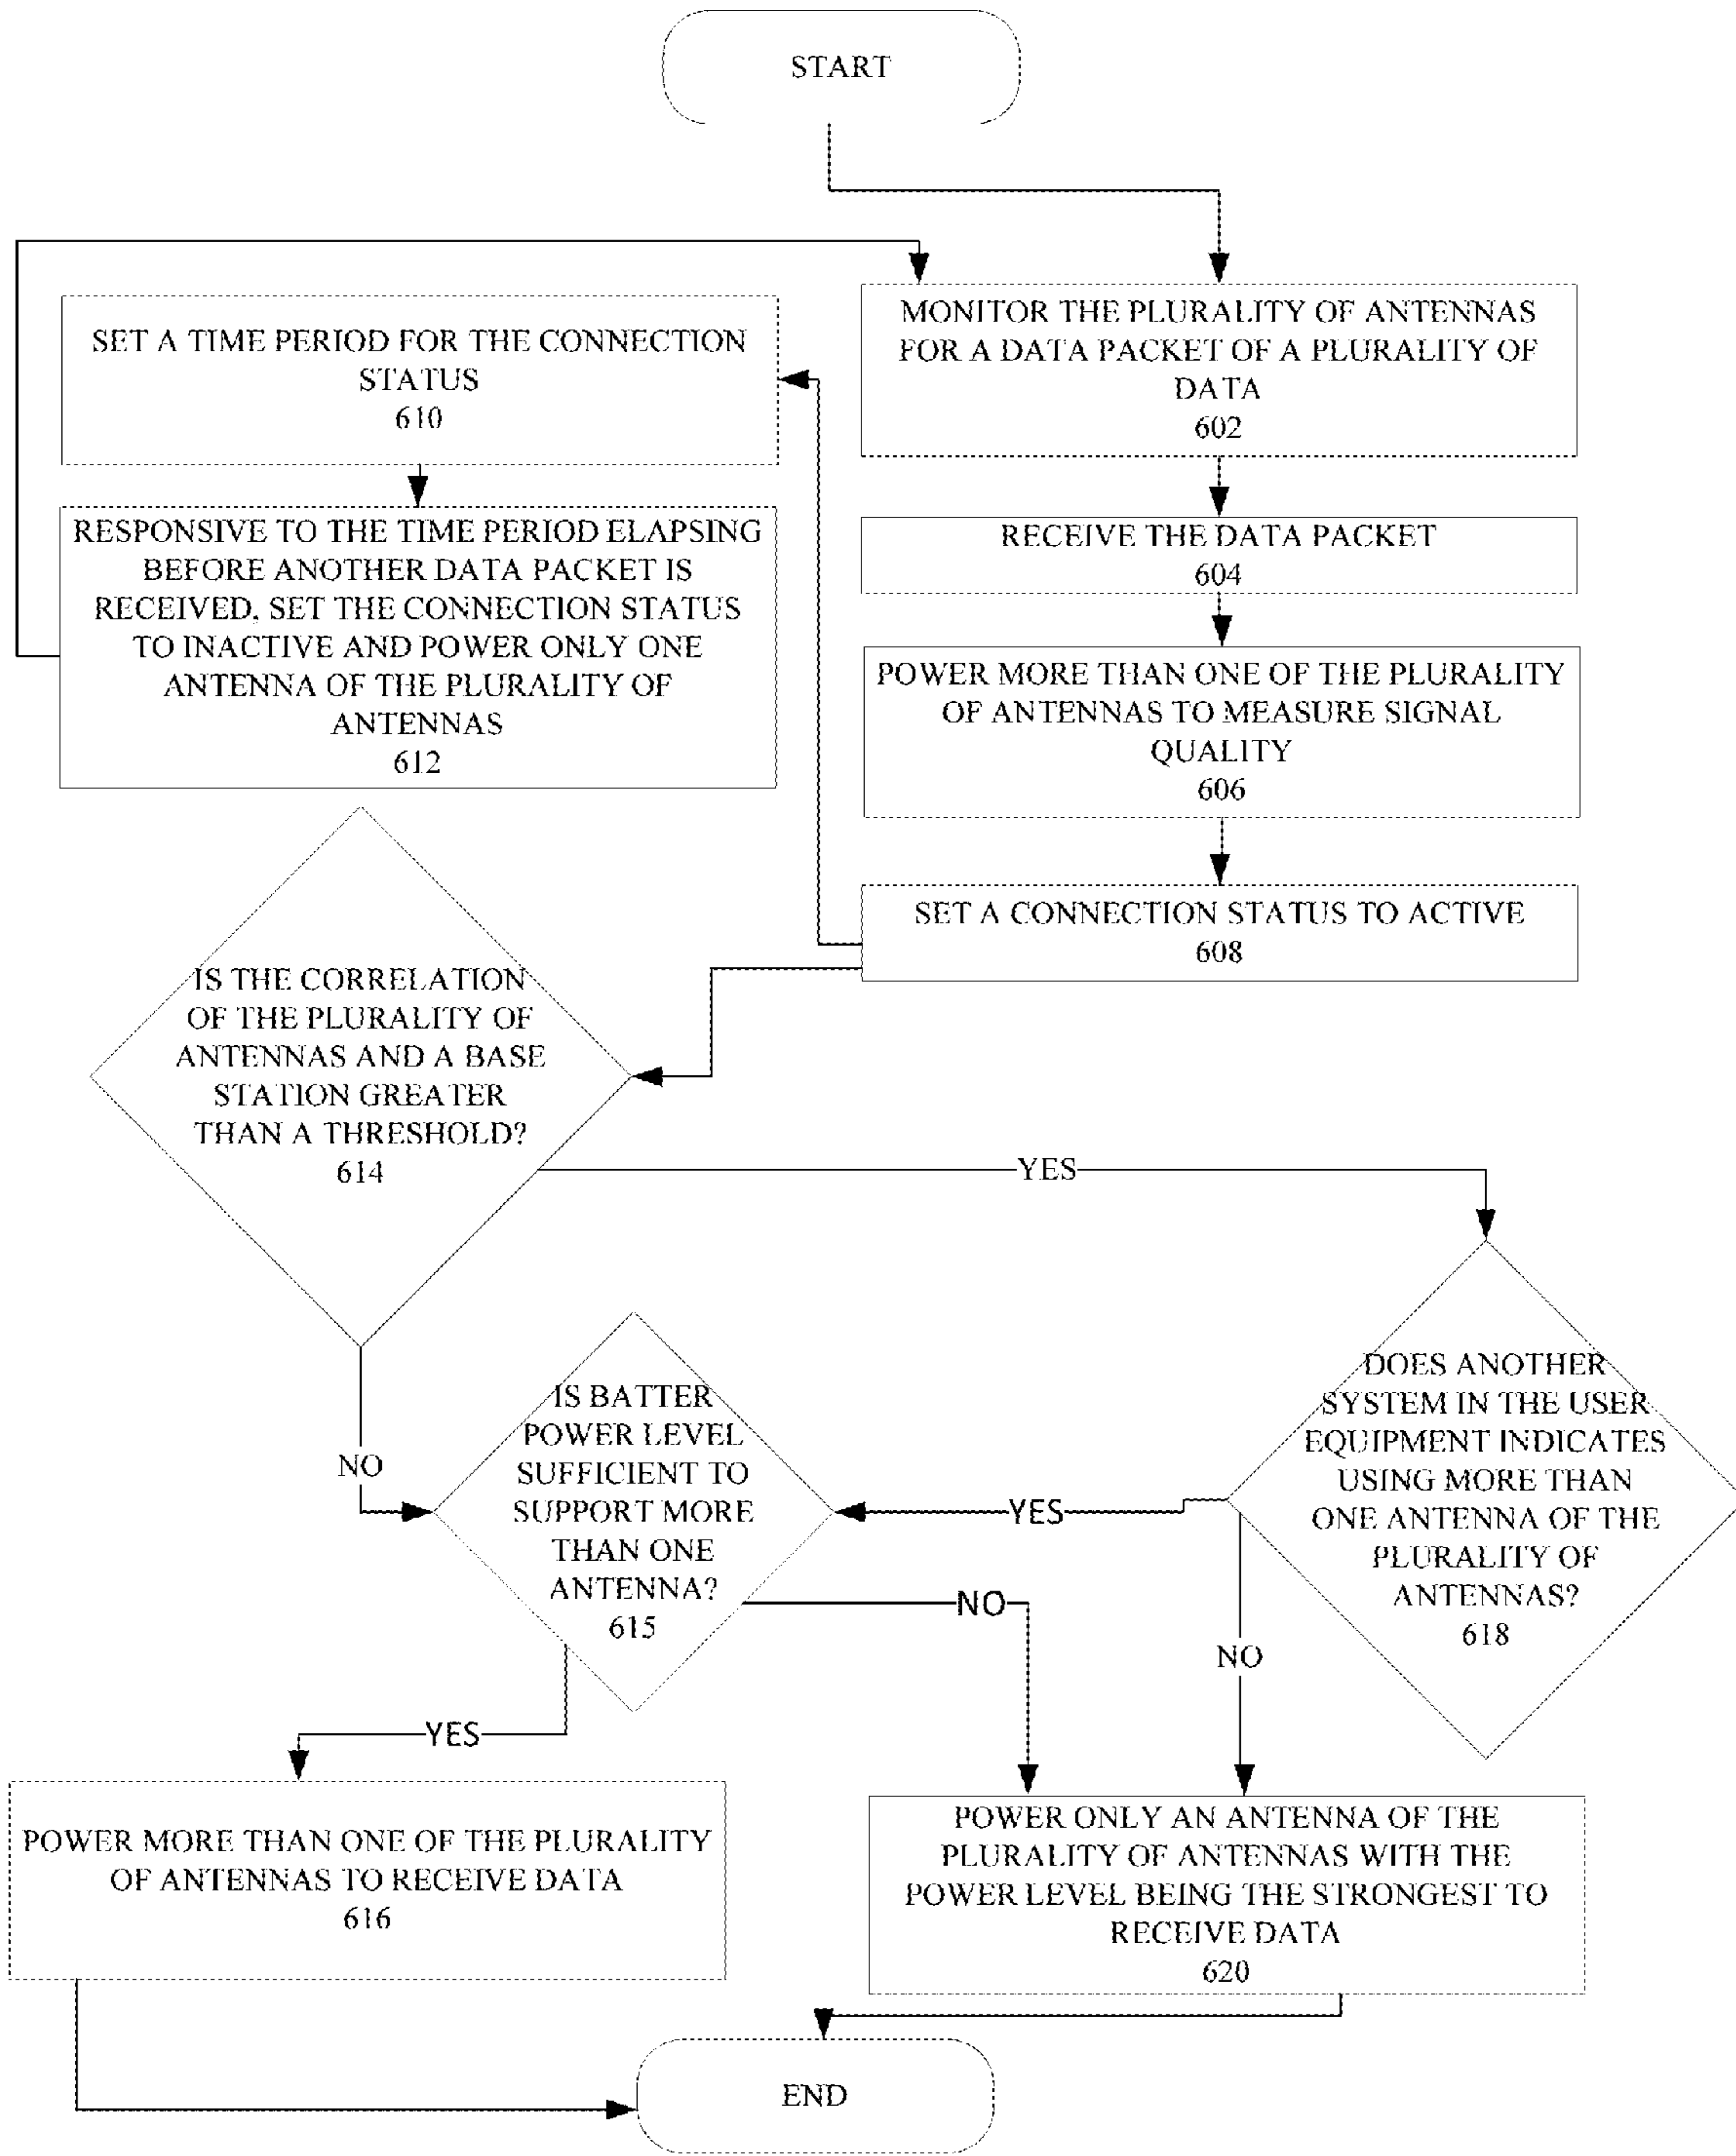 START
MONITOR THE PLURALITY OF ANTENNAS
FOR A DATA PACKET OF A PLURALITY OF
DATA
602
RECEIVE THE DATA PACKET
604
POWER MORE THAN ONE OF THE PLURALITY
OF ANTENNAS TO MEASURE SIGNAL
QUALITY
606
SET A CONNECTION STATUS TO ACTIVE
608
SET A TIME PERIOD FOR THE CONNECTION
STATUS
610
RESPONSIVE TO THE TIME PERIOD ELAPSING
BEFORE ANOTHER DATA PACKET IS
RECEIVED, SET THE CONNECTION STATUS
TO INACTIVE AND POWER ONLY ONE
ANTENNA OF THE PLURALITY OF
ANTENNAS
612
IS THE CORRELATION
OF THE PLURALITY OF
ANTENNAS AND A BASE
STATION GREATER
THAN A THRESHOLD?
614
YES
NO
IS BATTER
POWER LEVEL
SUFFICIENT TO
SUPPORT MORE
THAN ONE
ANTENNA?
615
DOES ANOTHER
SYSTEM IN THE USER
EQUIPMENT INDICATES
USING MORE THAN
ONE ANTENNA OF THE
PLURALITY OF
ANTENNAS?
618
YES
NO
NO
YES
POWER MORE THAN ONE OF THE PLURALITY
OF ANTENNAS TO RECEIVE DATA
616
POWER ONLY AN ANTENNA OF THE
PLURALITY OF ANTENNAS WITH THE
POWER LEVEL BEING THE STRONGEST TO
RECEIVE DATA
620
END